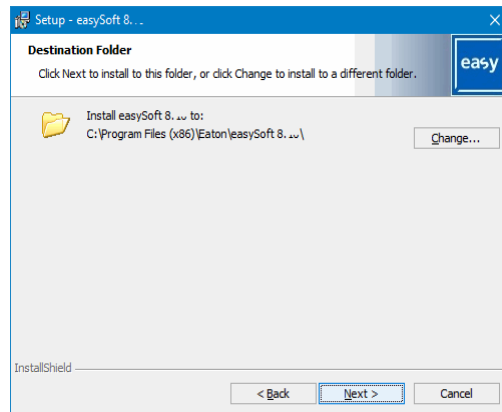 Setup - easySoft 8.
Destination Folder
Click Next to install to this folder, or click Change to install to a different folder.
easy
Install easySoft 8. to:
C:\Program Files (x86)\Eaton\easySoft 8.
Change...
InstallShield
< Back
Next >
Cancel